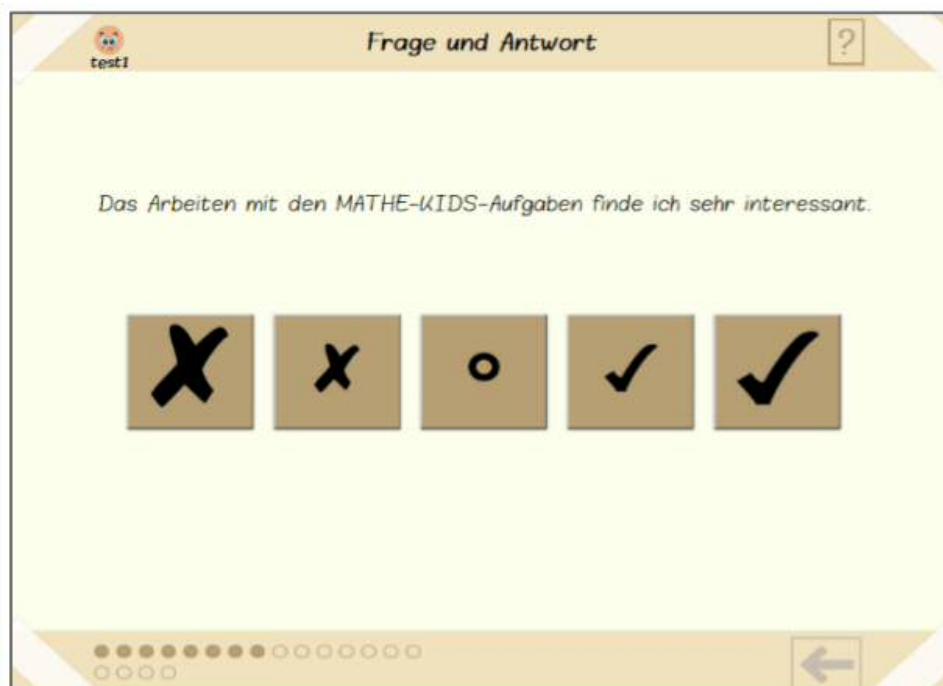 Frage und Antwort
?
test1
Das Arbeiten mit den MATHE-KIDS-Aufgaben finde ich sehr interessant.